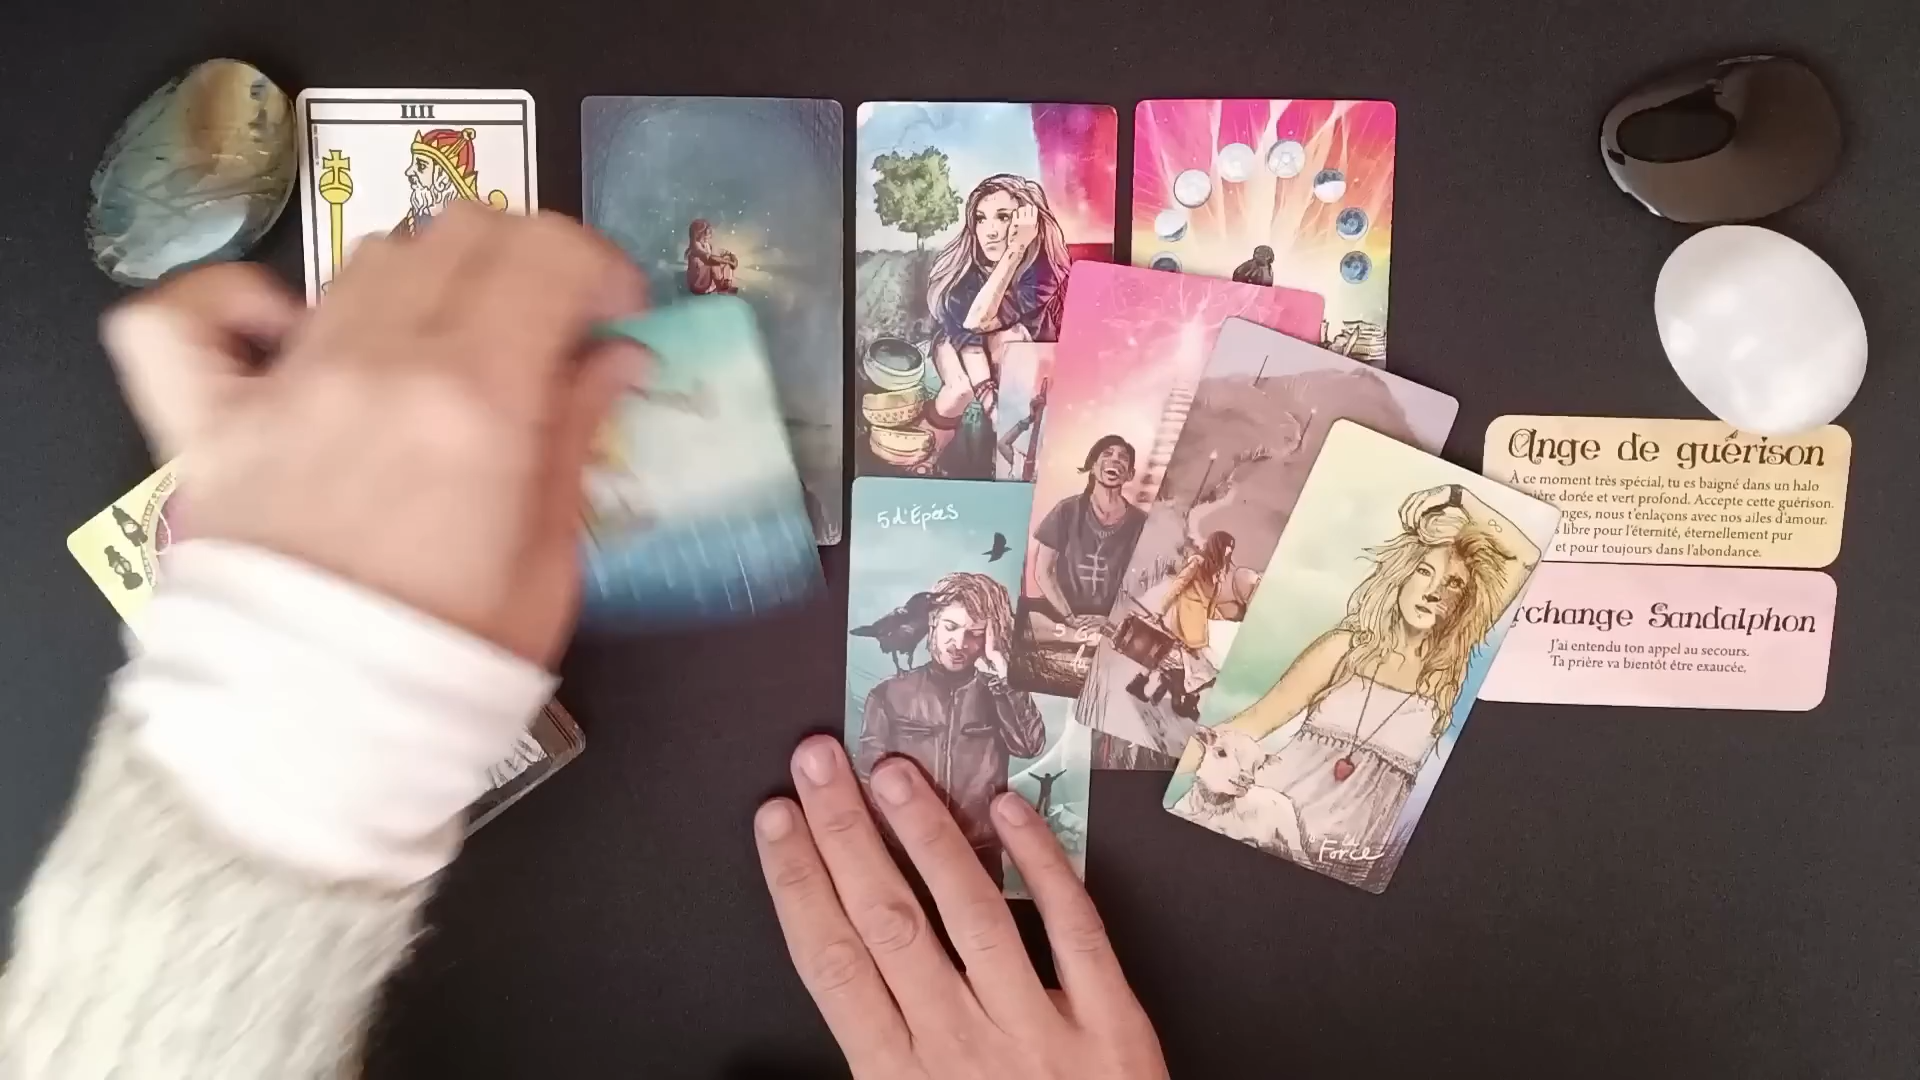 IIII
5 d'Épées
Ange de guérison
À ce moment très spécial, tu es baigné dans un halo
ière dorée et vert profond. Accepte cette guérison.
nges, nous t'enlaçons avec nos ailes d'amour.
s libre pour l'éternité, éternellement pur
et pour toujours dans l'abondance.
rchange Sandalphon
J'ai entendu ton appel au secours.
Ta prière va bientôt être exaucée.
La
Force